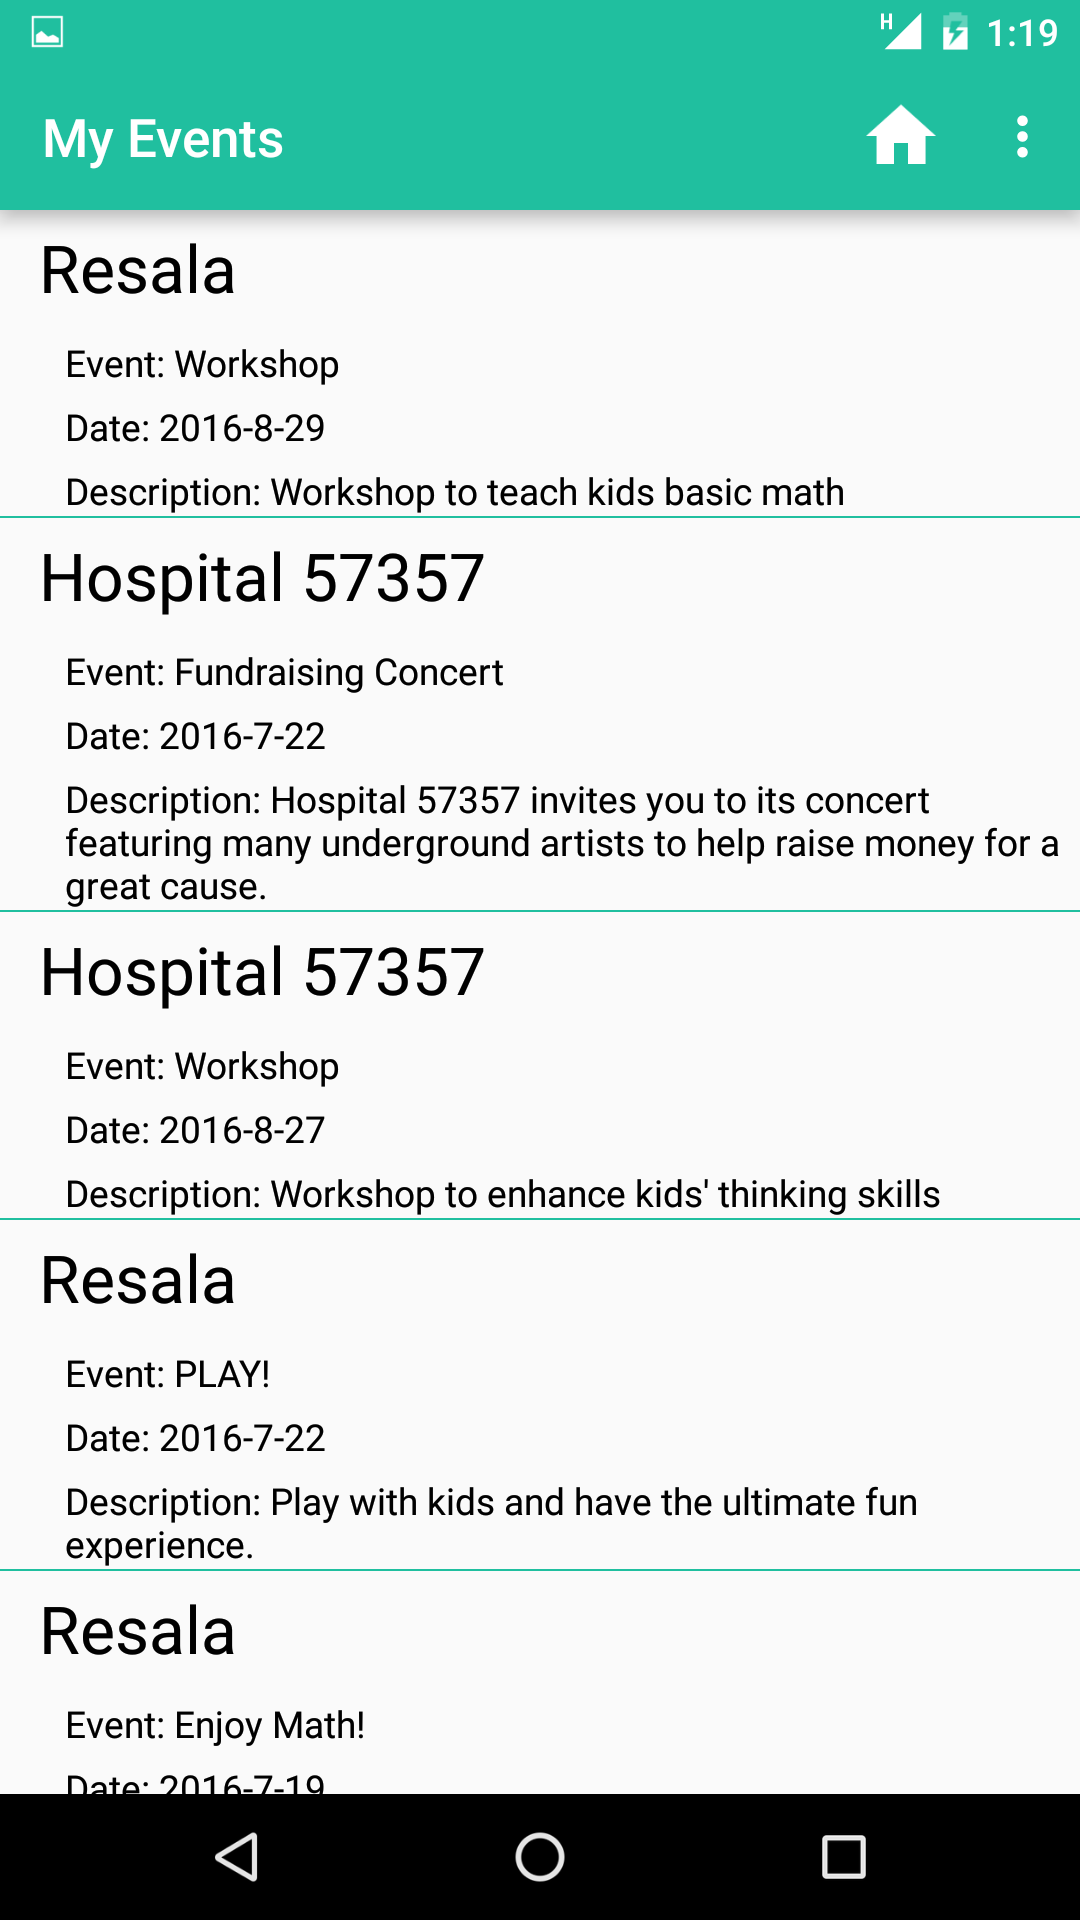 H 1:19
My Events
Resala
Event: Workshop
Date: 2016-8-29
Description: Workshop to teach kids basic math
Hospital 57357
Event: Fundraising Concert
Date: 2016-7-22
Description: Hospital 57357 invites you to its concert
featuring many underground artists to help raise money for a
great cause.
Hospital 57357
Event: Workshop
Date: 2016-8-27
Description: Workshop to enhance kids' thinking skills
Resala
Event: PLAY!
Date: 2016-7-22
Description: Play with kids and have the ultimate fun
experience.
Resala
Event: Enjoy Math!
Date: 2016-7-19